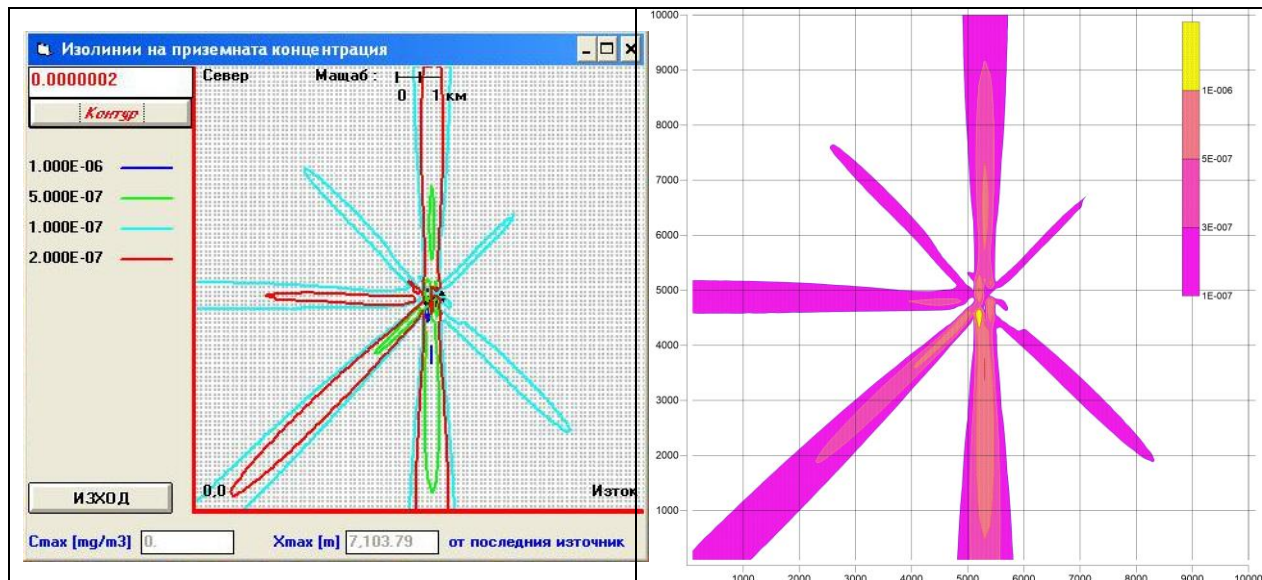 Изолинии на приземната концентрация
0.0000002
Контур
1.000E-06
5.000E-07
1.000E-07
2.000E-07
ИЗХОД
Север
Мащаб :
0 1 км
0,0
Изток
Cmax [mg/m3] 0.
Xmax [m] 7,103.79 от последния източник
10000
9000
8000
7000
6000
5000
4000
3000
2000
1000
1000 2000 3000 4000 5000 6000 7000 8000 9000 10000
1E-006
5E-007
3E-007
1E-007